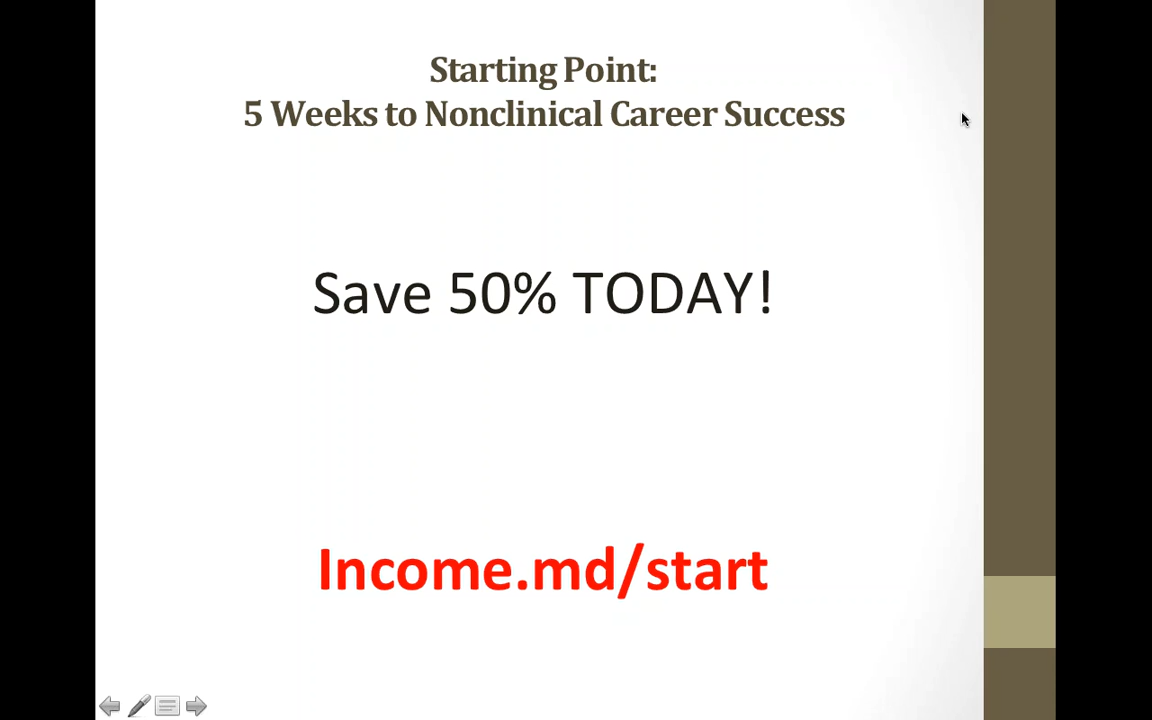 Starting Point:
5 Weeks to Nonclinical Career Success
Save 50% TODAY!
Income.md/start